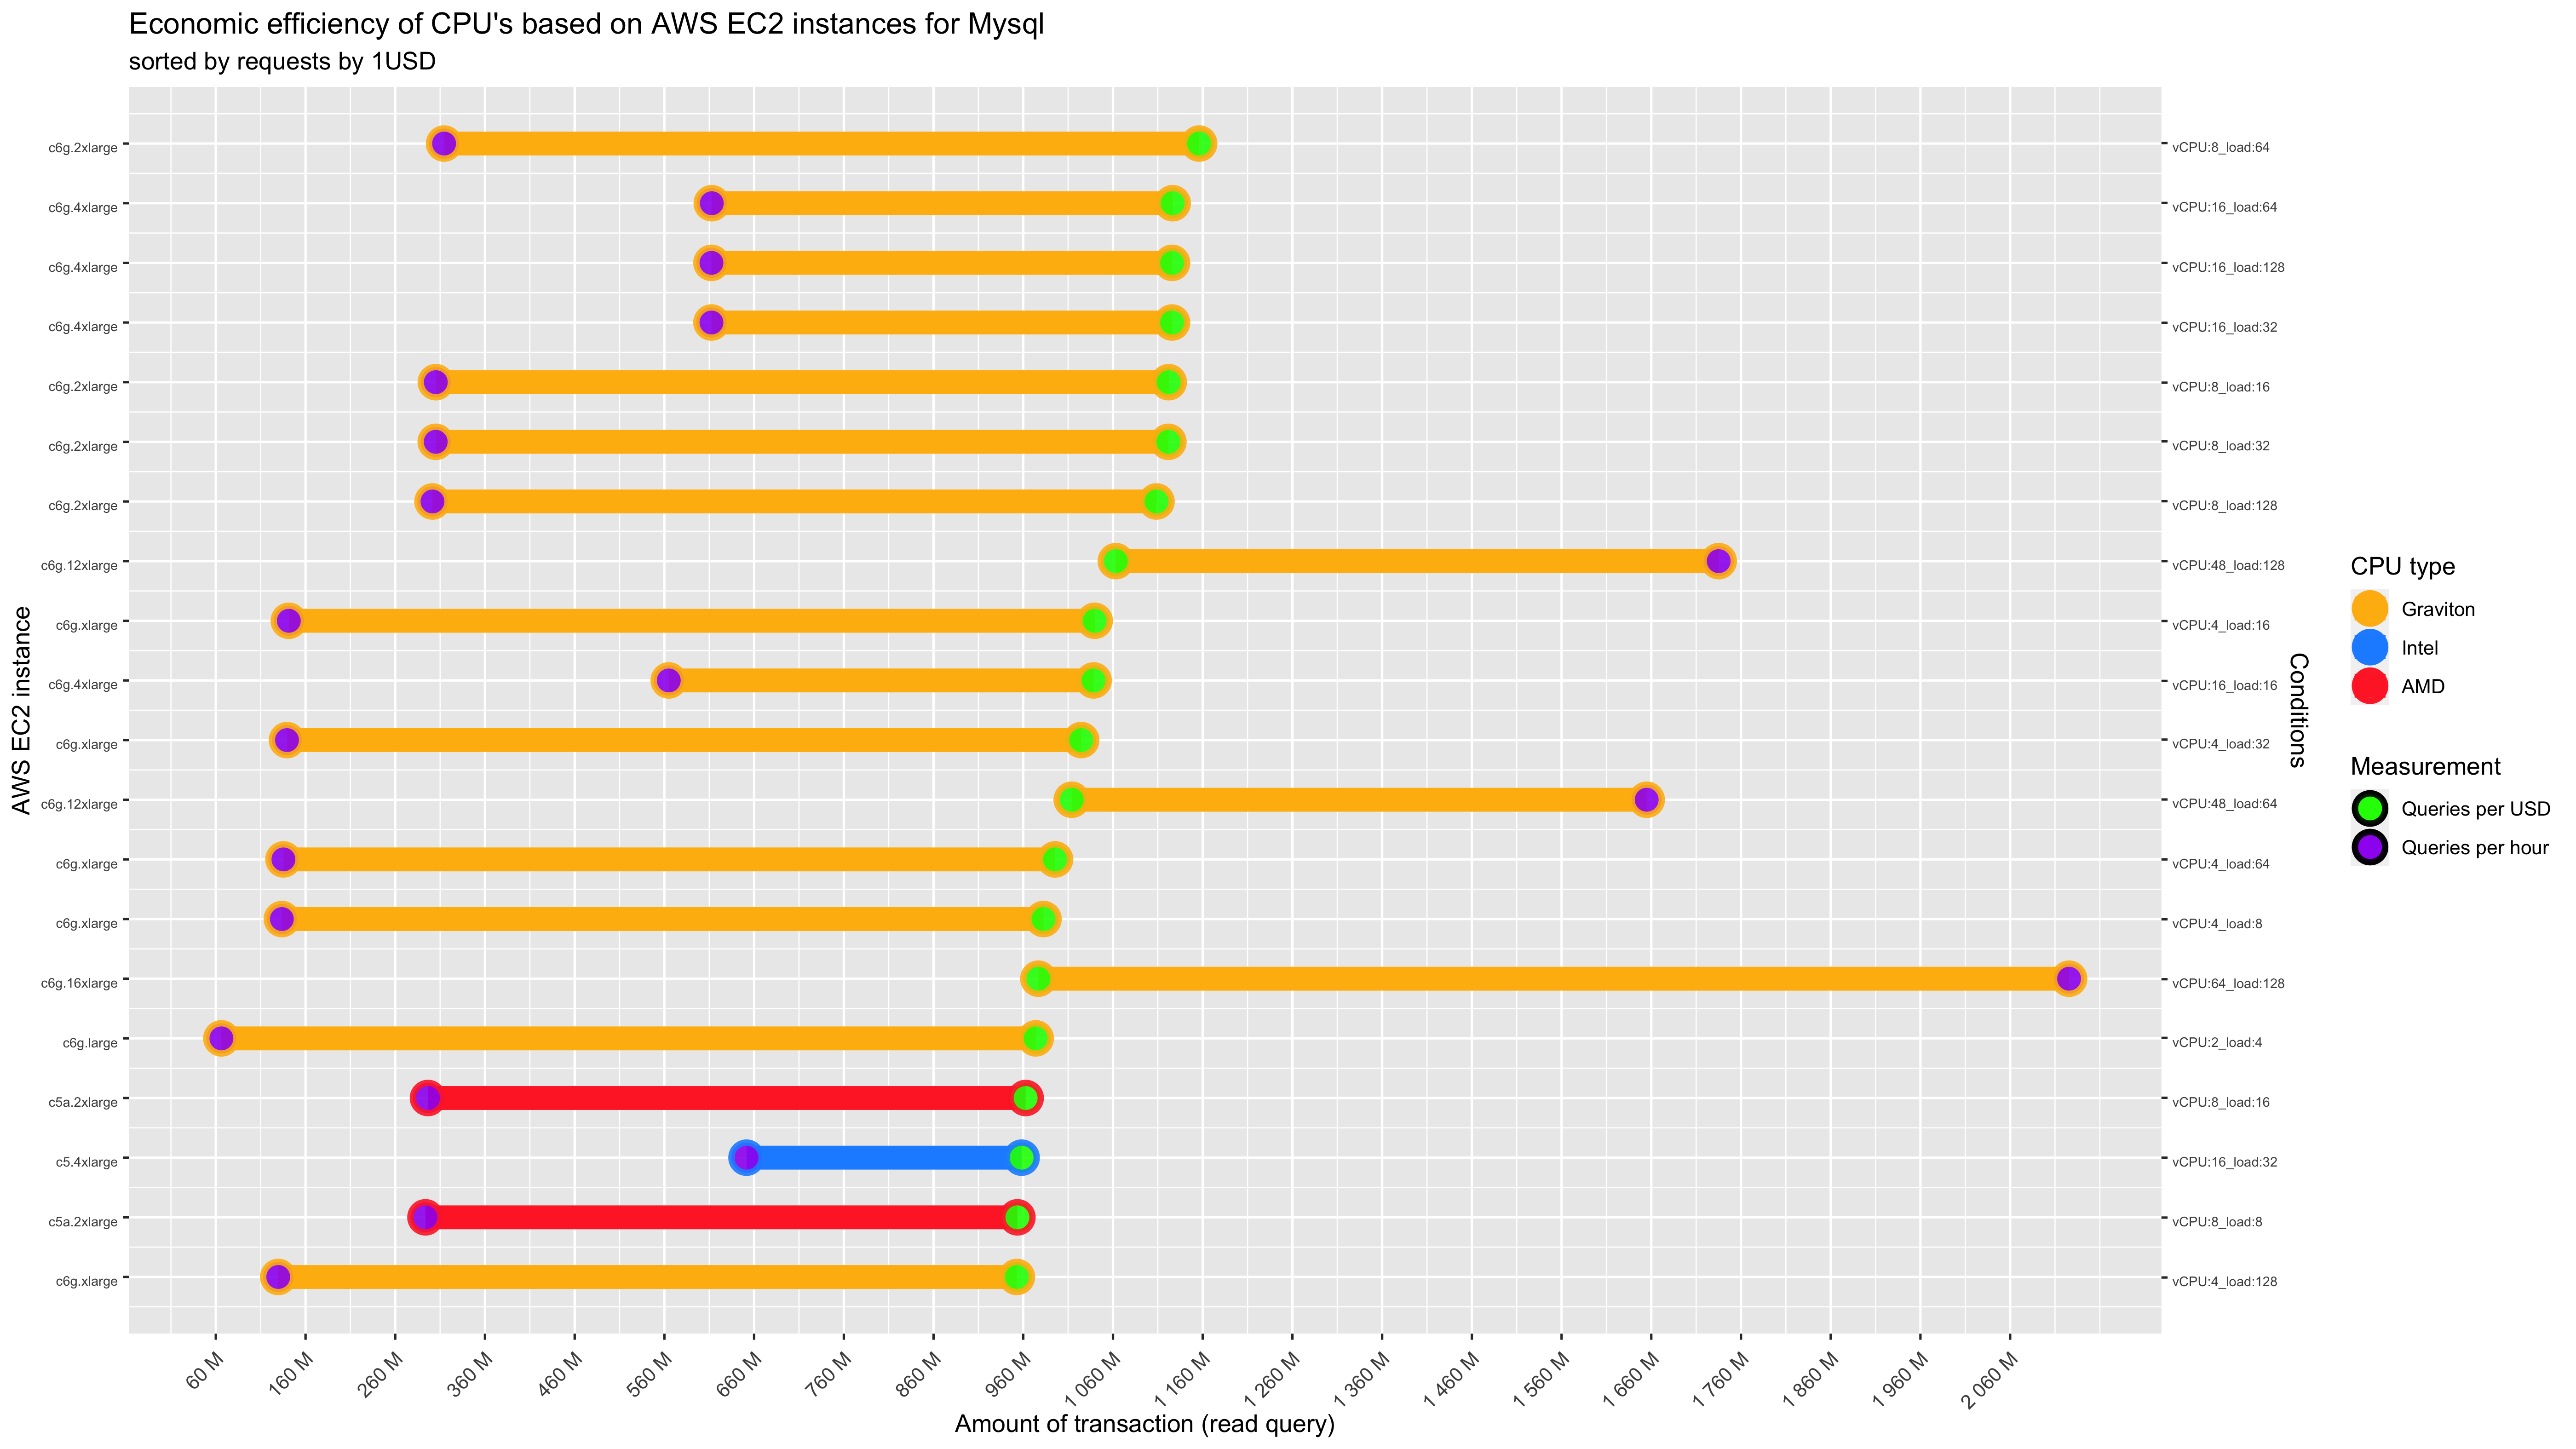 Economic efficiency of CPU's based on AWS EC2 instances for Mysql
sorted by requests by 1USD
AWS EC2 instance
c6g.2xlarge vCPU:8_load:64
c6g.4xlarge vCPU:16_load:64
c6g.4xlarge vCPU:16_load:128
c6g.4xlarge vCPU:16_load:32
c6g.2xlarge vCPU:8_load:16
c6g.2xlarge vCPU:8_load:32
c6g.2xlarge vCPU:8_load:128
c6g.12xlarge vCPU:48_load:128
c6g.xlarge vCPU:4_load:16
c6g.4xlarge vCPU:16_load:16
c6g.xlarge vCPU:4_load:32
c6g.12xlarge vCPU:48_load:64
c6g.xlarge vCPU:4_load:64
c6g.xlarge vCPU:4_load:8
c6g.16xlarge vCPU:64_load:128
c6g.large vCPU:2_load:4
c5a.2xlarge vCPU:8_load:16
c5.4xlarge vCPU:16_load:32
c5a.2xlarge vCPU:8_load:8
c6g.xlarge vCPU:4_load:128
Conditions
60 M 160 M 260 M 360 M 460 M 560 M 660 M 760 M 860 M 960 M 1 060 M 1 160 M 1 260 M 1 360 M 1 460 M 1 560 M 1 660 M 1 760 M 1 860 M 1 960 M 2 060 M
Amount of transaction (read query)
CPU type
Graviton
Intel
AMD
Measurement
Queries per USD
Queries per hour